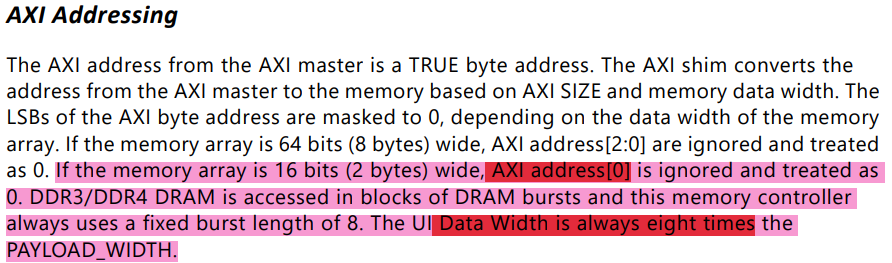 AXI Addressing
The AXI address from the AXI master is a TRUE byte address. The AXI shim converts the
address from the AXI master to the memory based on AXI SIZE and memory data width. The
LSBs of the AXI byte address are masked to 0, depending on the data width of the memory
array. If the memory array is 64 bits (8 bytes) wide, AXI address[2:0] are ignored and treated
as 0. If the memory array is 16 bits (2 bytes) wide, AXI address[0] is ignored and treated as
0. DDR3/DDR4 DRAM is accessed in blocks of DRAM bursts and this memory controller
always uses a fixed burst length of 8. The UI Data Width is always eight times the
PAYLOAD_WIDTH.